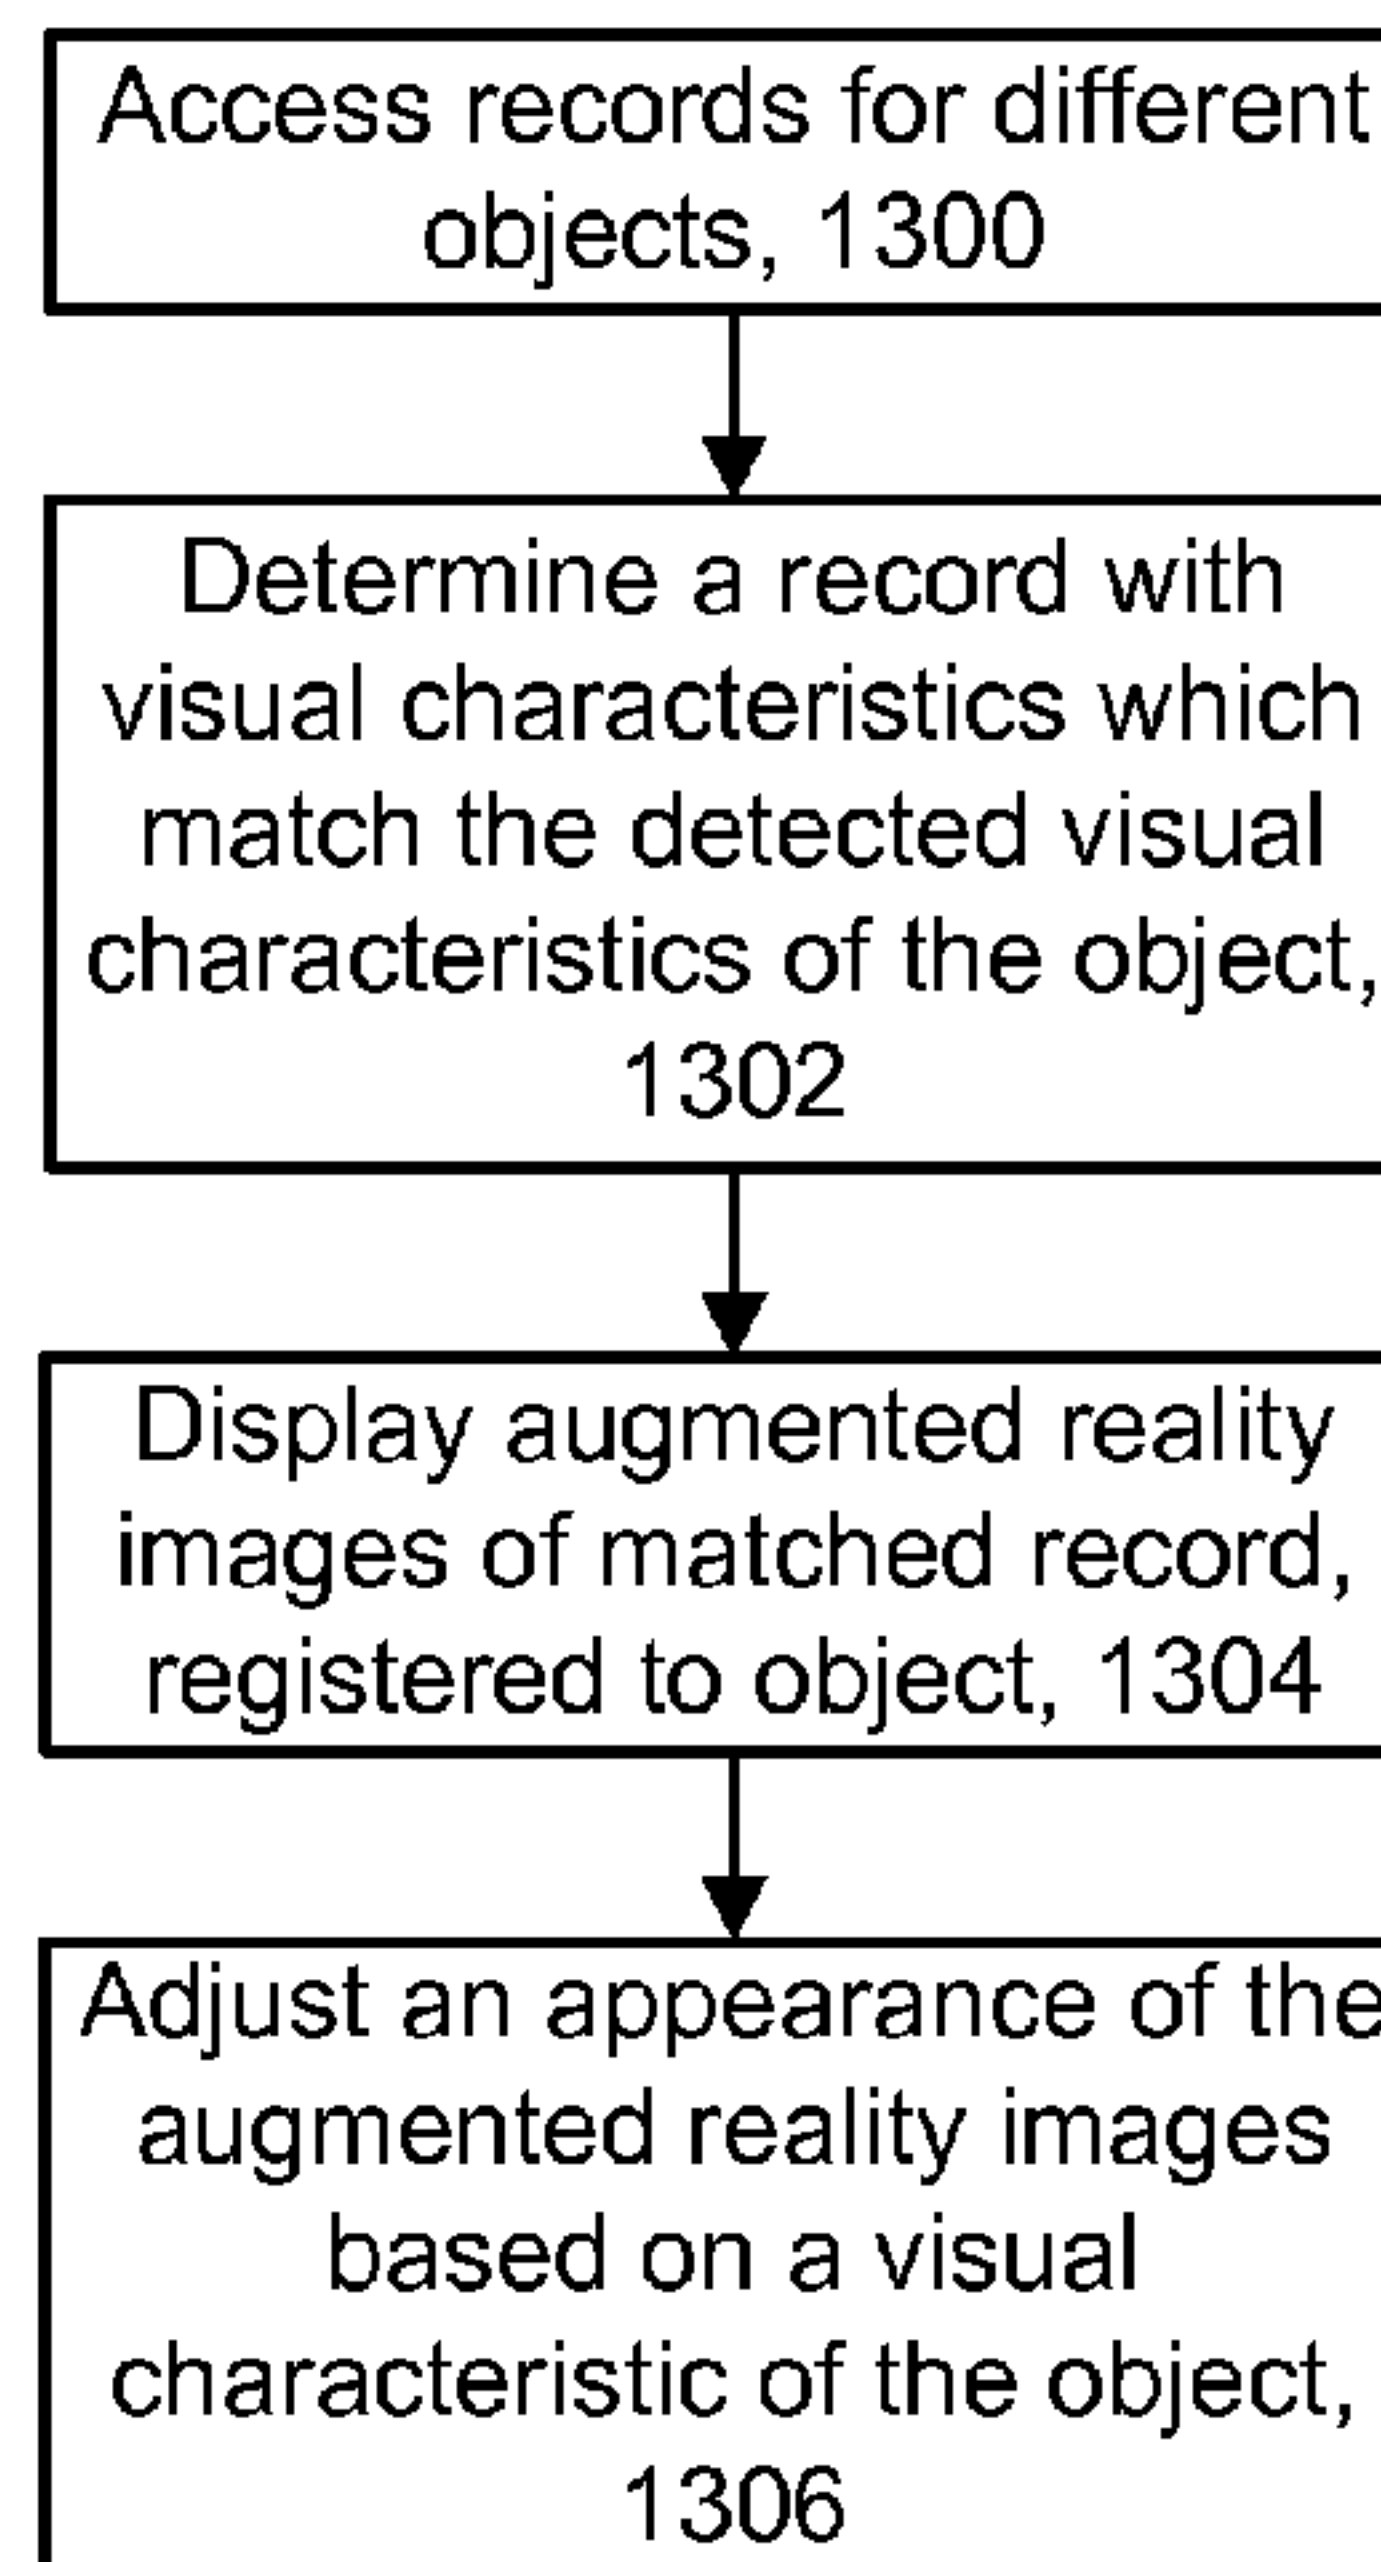 Access records for different
objects, 1300
Determine a record with
visual characteristics which
match the detected visual
characteristics of the object,
1302
Display augmented reality
images of matched record,
registered to object, 1304
Adjust an appearance of the
augmented reality images
based on a visual
characteristic of the object,
1306